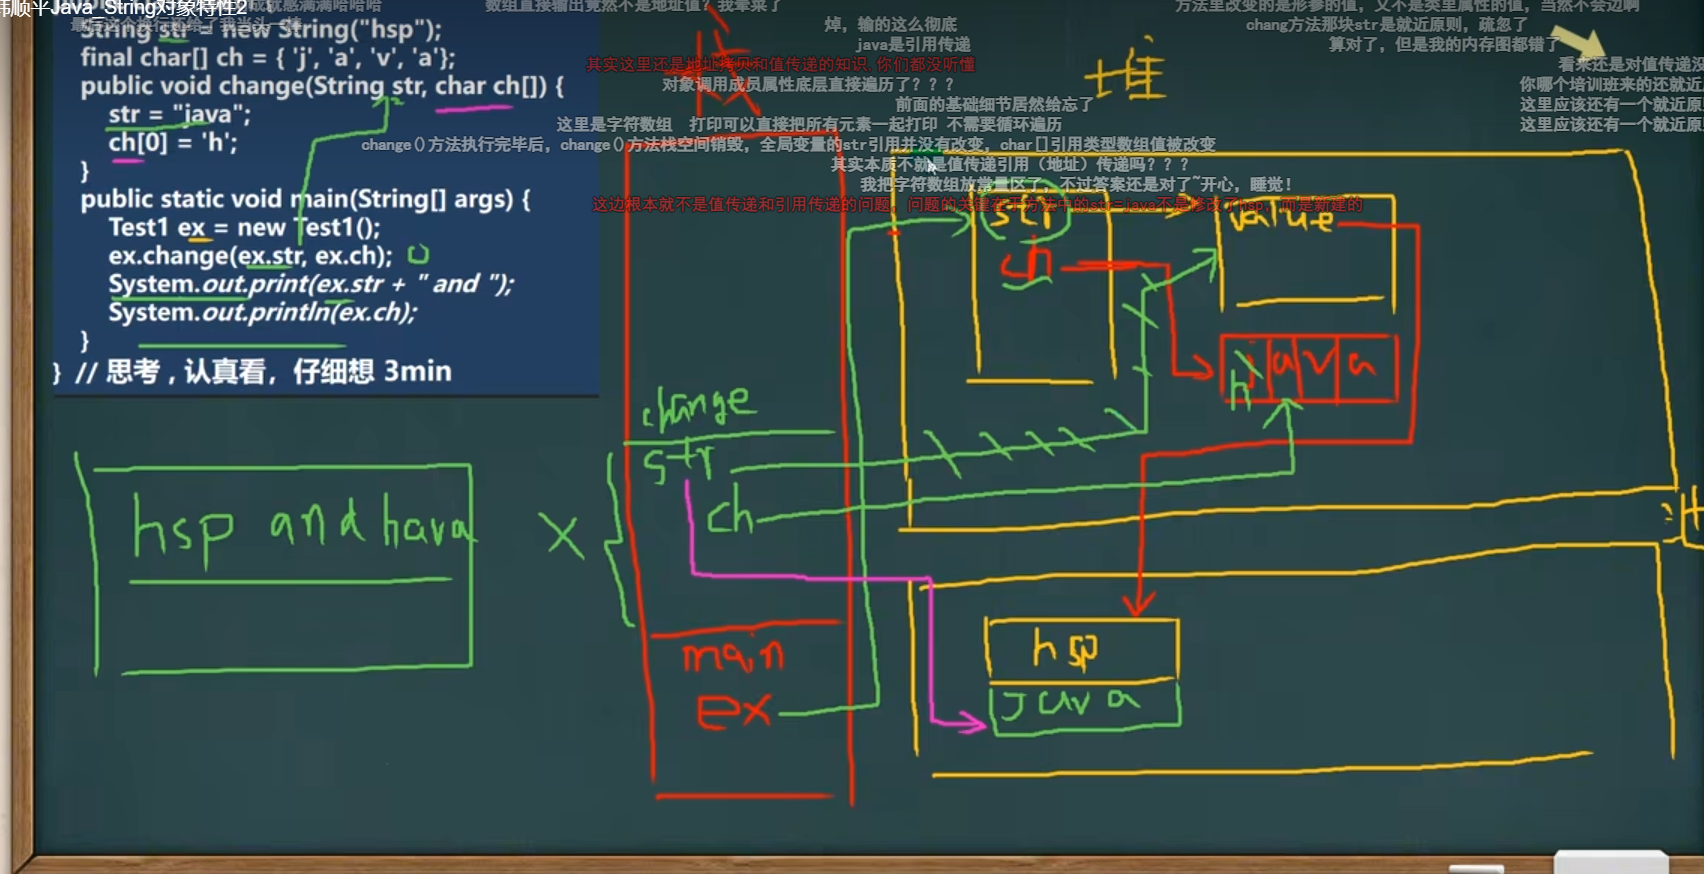 韩顺平Java_String对象特性2
String str = new String("hsp");
final char[] ch = { 'j', 'a', 'v', 'a'};
public void change(String str, char ch[]) {
str = "java";
ch[0] = 'h';
}
public static void main(String[] args) {
Test1 ex = new Test1();
ex.change(ex.str, ex.ch);
System.out.print(ex.str + " and ");
System.out.println(ex.ch);
}
} // 思考，认真看，仔细想 3min
数组直接输出竟然不是地址值？我晕菜了
方法里改变的是形参的值，又不是类里属性的值，当然不会边啊
焯，输的这么彻底
chang方法那块str是就近原则，疏忽了
java是引用传递
算对了，但是我的内存图都错了
其实这里还是地址拷贝和值传递的知识，你们都没听懂
看来还是对值传递没
对象调用成员属性底层直接遍历了？？？
你哪个培训班来的还就近
前面的基础细节居然给忘了
这里应该还有一个就近原
这里是字符数组 打印可以直接把所有元素一起打印 不需要循环遍历
这里应该还有一个就近原
change()方法执行完毕后，change()方法栈空间销毁，全局变量的str引用并没有改变，char[]引用类型数组值被改变
其实本质不就是值传递引用（地址）传递吗？？？
我把字符数组放常量区了，不过答案还是对了~开心，睡觉！
这边根本就不是值传递和引用传递的问题，问题的关键在于方法中的str=java不是修改了hsp，而是新建的
栈
堆
str
ch
value
h j a v a
change
str
ch
main
ex
hsp
java
hsp and hava